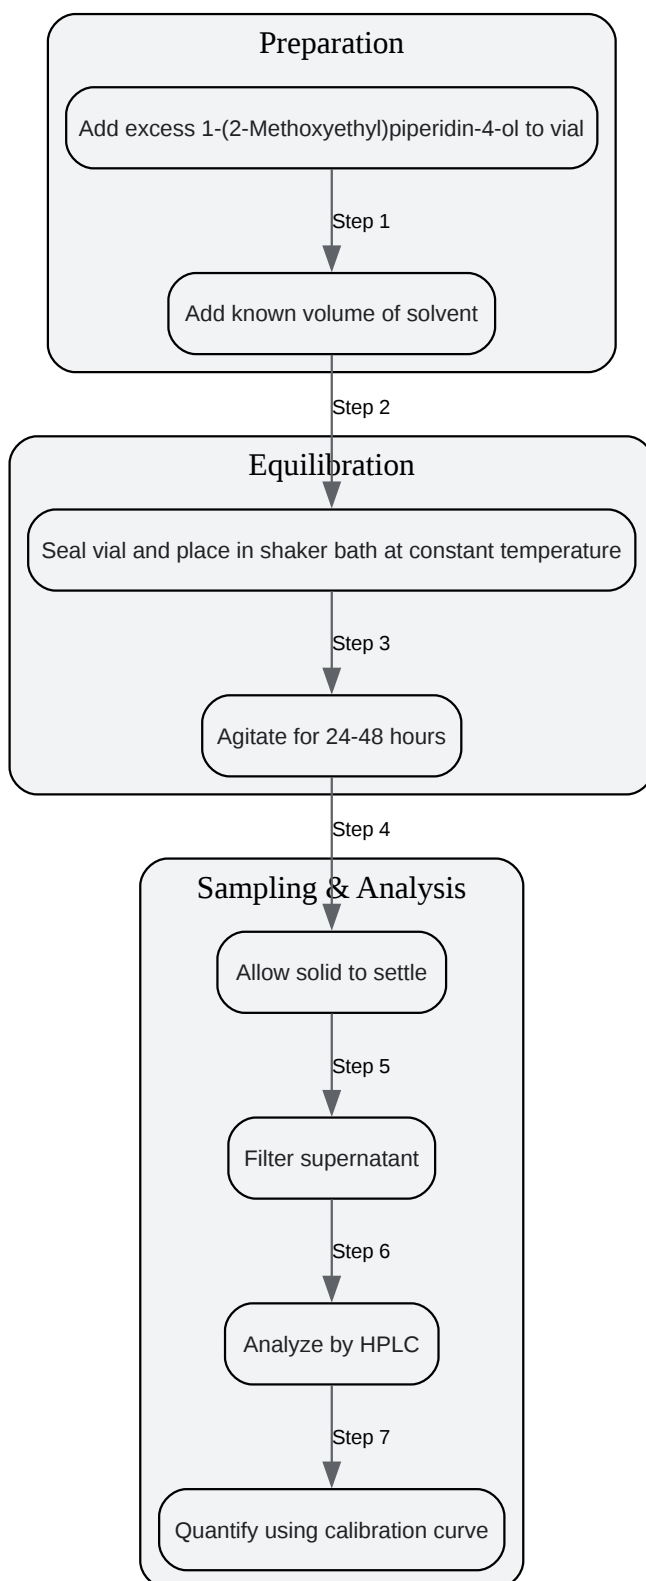 Preparation
Add excess 1-(2-Methoxyethyl)piperidin-4-ol to vial
Step 1
Add known volume of solvent
Step 2
Equilibration
Seal vial and place in shaker bath at constant temperature
Step 3
Agitate for 24-48 hours
Step 4
Sampling & Analysis
Allow solid to settle
Step 5
Filter supernatant
Step 6
Analyze by HPLC
Step 7
Quantify using calibration curve